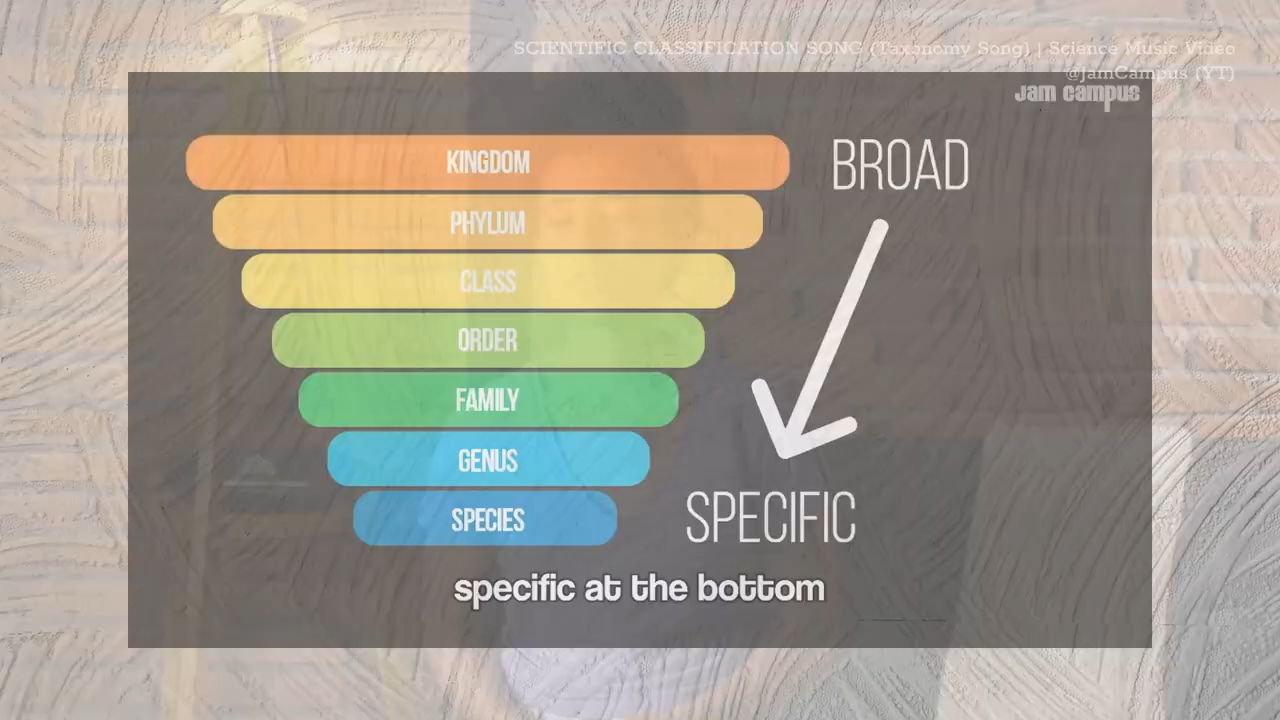 SCIENTIFIC CLASSIFICATION SONG (Taxonomy Song) | Science Music Video
@JamCampus (YT)
Jam campus
KINGDOM
BROAD
PHYLUM
CLASS
ORDER
FAMILY
GENUS
SPECIES
SPECIFIC
specific at the bottom